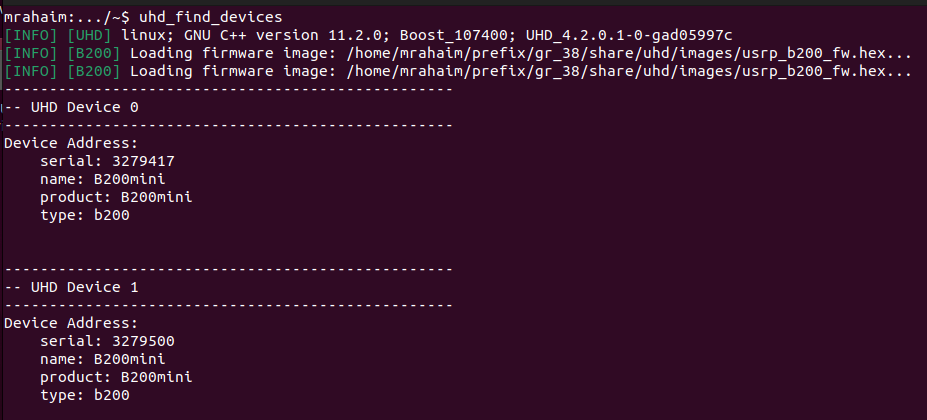 mrahaim:.../~$ uhd_find_devices
[INFO] [UHD] linux; GNU C++ version 11.2.0; Boost_107400; UHD_4.2.0.1-0-gad05997c
[INFO] [B200] Loading firmware image: /home/mrahaim/prefix/gr_38/share/uhd/images/usrp_b200_fw.hex...
[INFO] [B200] Loading firmware image: /home/mrahaim/prefix/gr_38/share/uhd/images/usrp_b200_fw.hex...
--------------------------------------------------
-- UHD Device 0
--------------------------------------------------
Device Address:
    serial: 3279417
    name: B200mini
    product: B200mini
    type: b200
--------------------------------------------------
-- UHD Device 1
--------------------------------------------------
Device Address:
    serial: 3279500
    name: B200mini
    product: B200mini
    type: b200